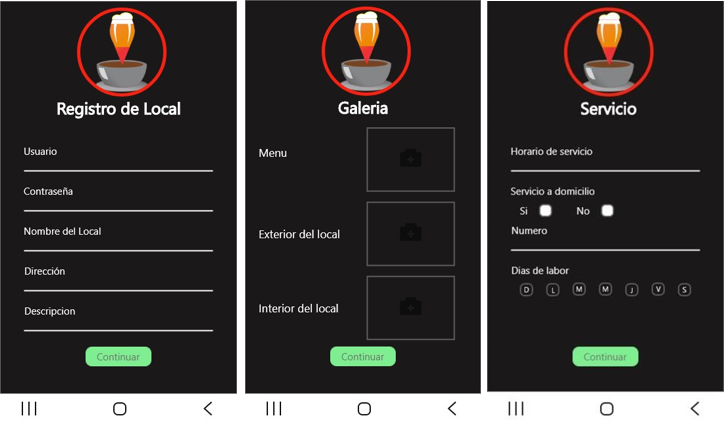 Registro de Local
Usuario
Contraseña
Nombre del Local
Dirección
Descripcion
Continuar
Galeria
Menu
Exterior del local
Interior del local
Continuar
Servicio
Horario de servicio
Servicio a domicilio
Si No
Numero
Dias de labor
D L M M J V S
Continuar